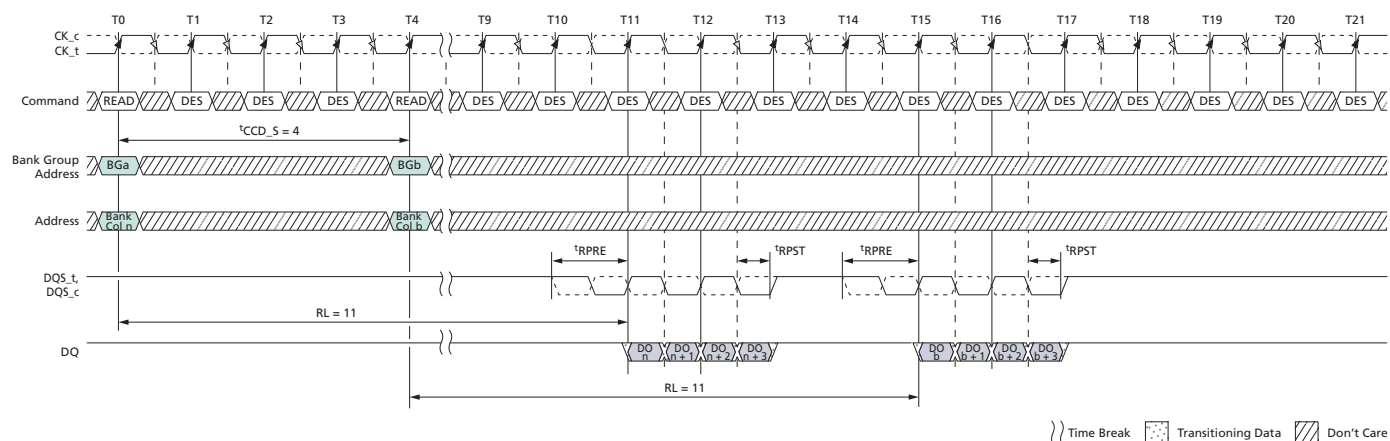 T0 T1 T2 T3 T4 T9 T10 T11 T12 T13 T14 T15 T16 T17 T18 T19 T20 T21
CK_c
CK_t
Command READ DES DES DES READ DES DES DES DES DES DES DES DES DES DES DES DES DES
tCCD_S = 4
Bank Group
Address
BGa BGb
Address
Bank
Col n
Bank
Col b
tRPRE tRPST tRPRE tRPST
DQS_t,
DQS_c
RL = 11
DQ
DO
n
DO
n + 1
DO
n + 2
DO
n + 3
DO
b
DO
b + 1
DO
b + 2
DO
b + 3
RL = 11
Time Break Transitioning Data Don't Care